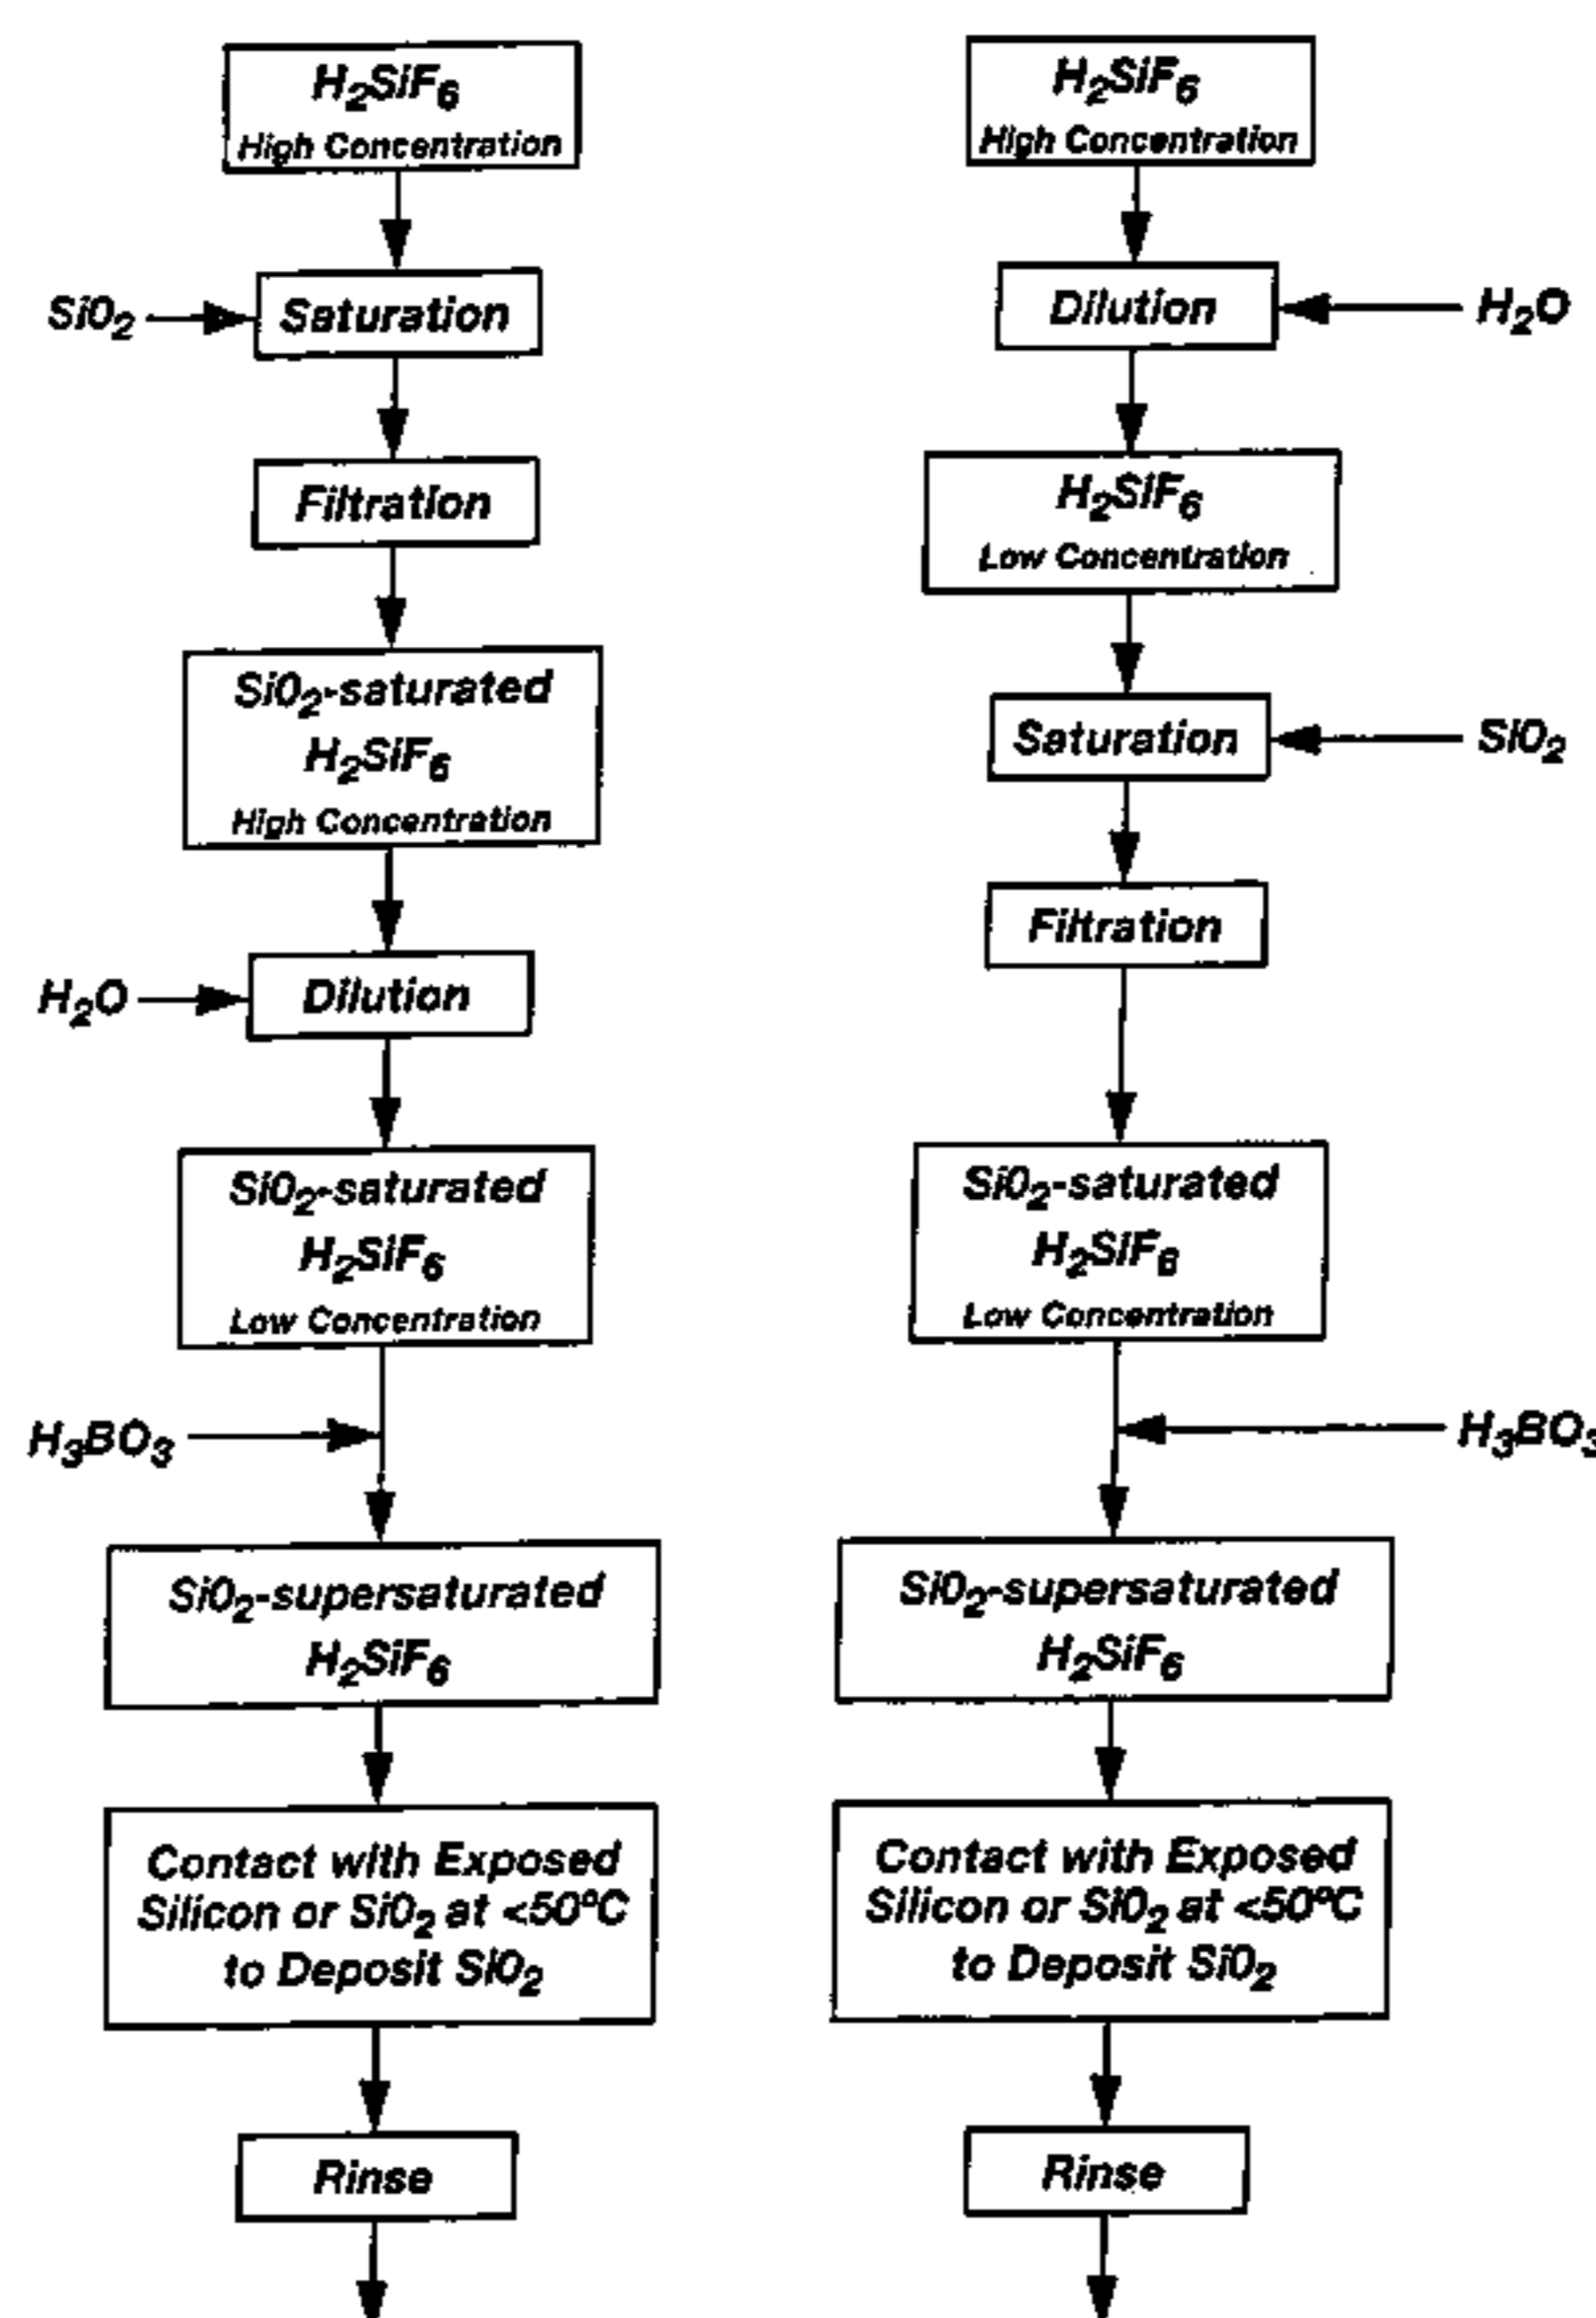 H₂SiF₆
High Concentration
SiO₂
Saturation
Filtration
SiO₂-saturated
H₂SiF₆
High Concentration
H₂O
Dilution
SiO₂-saturated
H₂SiF₆
Low Concentration
H₃BO₃
SiO₂-supersaturated
H₂SiF₆
Contact with Exposed
Silicon or SiO₂ at <50ºC
to Deposit SiO₂
Rinse
H₂SiF₆
High Concentration
Dilution
H₂O
H₂SiF₆
Low Concentration
Saturation
SiO₂
Filtration
SiO₂-saturated
H₂SiF₆
Low Concentration
H₃BO₃
SiO₂-supersaturated
H₂SiF₆
Contact with Exposed
Silicon or SiO₂ at <50ºC
to Deposit SiO₂
Rinse